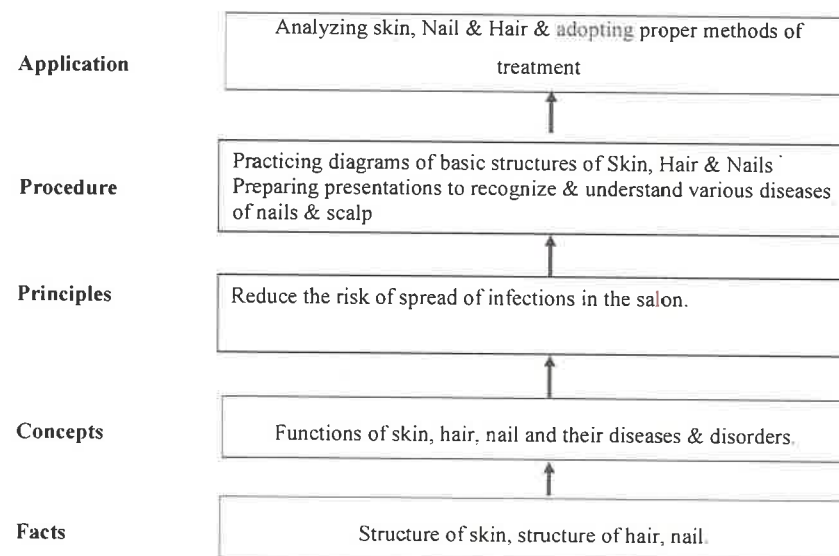 Analyzing skin, Nail & Hair & adopting proper methods of
Application
treatment
Practicing diagrams of basic structures of Skin, Hair & Nails
Procedure
Preparing presentations to recognize & understand various diseases
of nails & scalp
Principles
Reduce the risk of spread of infections in the salon.
Concepts
Functions of skin, hair, nail and their diseases & disorders.
Facts
Structure of skin, structure of hair, nail.